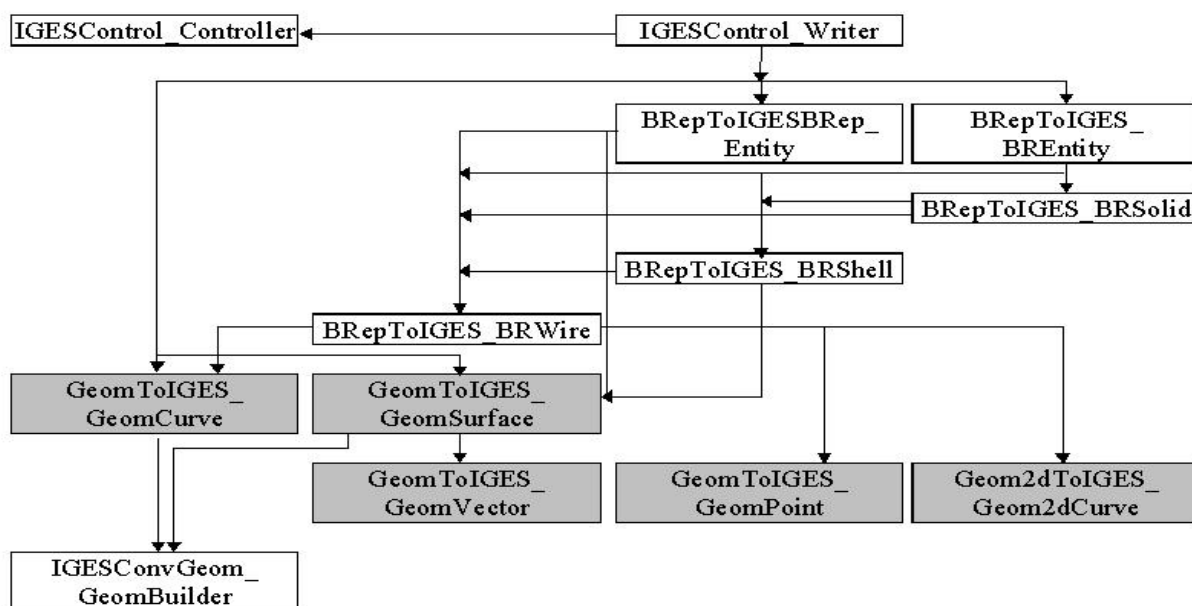 IGESControl_Controller
IGESControl_Writer
BRepToIGESBRep_
Entity
BRepToIGES_
BREntity
BRepToIGES_BRSolid
BRepToIGES_BRShell
BRepToIGES_BRWire
GeomToIGES_
GeomCurve
GeomToIGES_
GeomSurface
GeomToIGES_
GeomVector
GeomToIGES_
GeomPoint
Geom2dToIGES_
Geom2dCurve
IGESConvGeom_
GeomBuilder